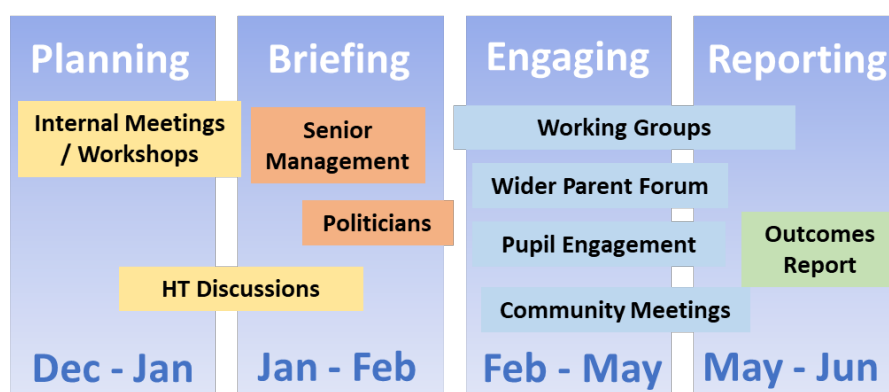 Planning
Briefing
Engaging
Reporting
Internal Meetings
/ Workshops
Senior
Management
Working Groups
Wider Parent Forum
Politicians
Pupil Engagement
Outcomes
Report
HT Discussions
Community Meetings
Dec - Jan
Jan - Feb
Feb - May
May - Jun